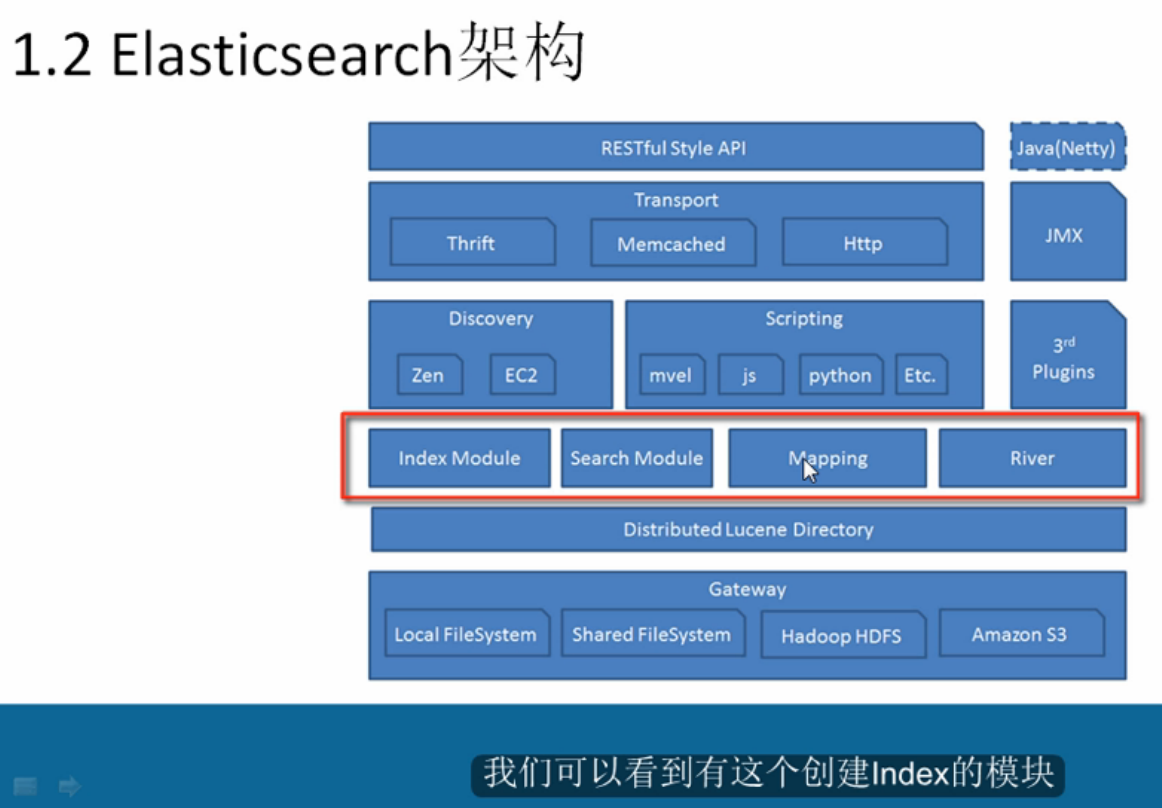 1.2 Elasticsearch架构
RESTful Style API
Java(Netty)
Transport
Thrift
Memcached
Http
JMX
Discovery
Zen
EC2
Scripting
mvel
js
python
Etc.
3rd
Plugins
Index Module
Search Module
Mapping
River
Distributed Lucene Directory
Gateway
Local FileSystem
Shared FileSystem
Hadoop HDFS
Amazon S3
我们可以看到有这个创建Index的模块